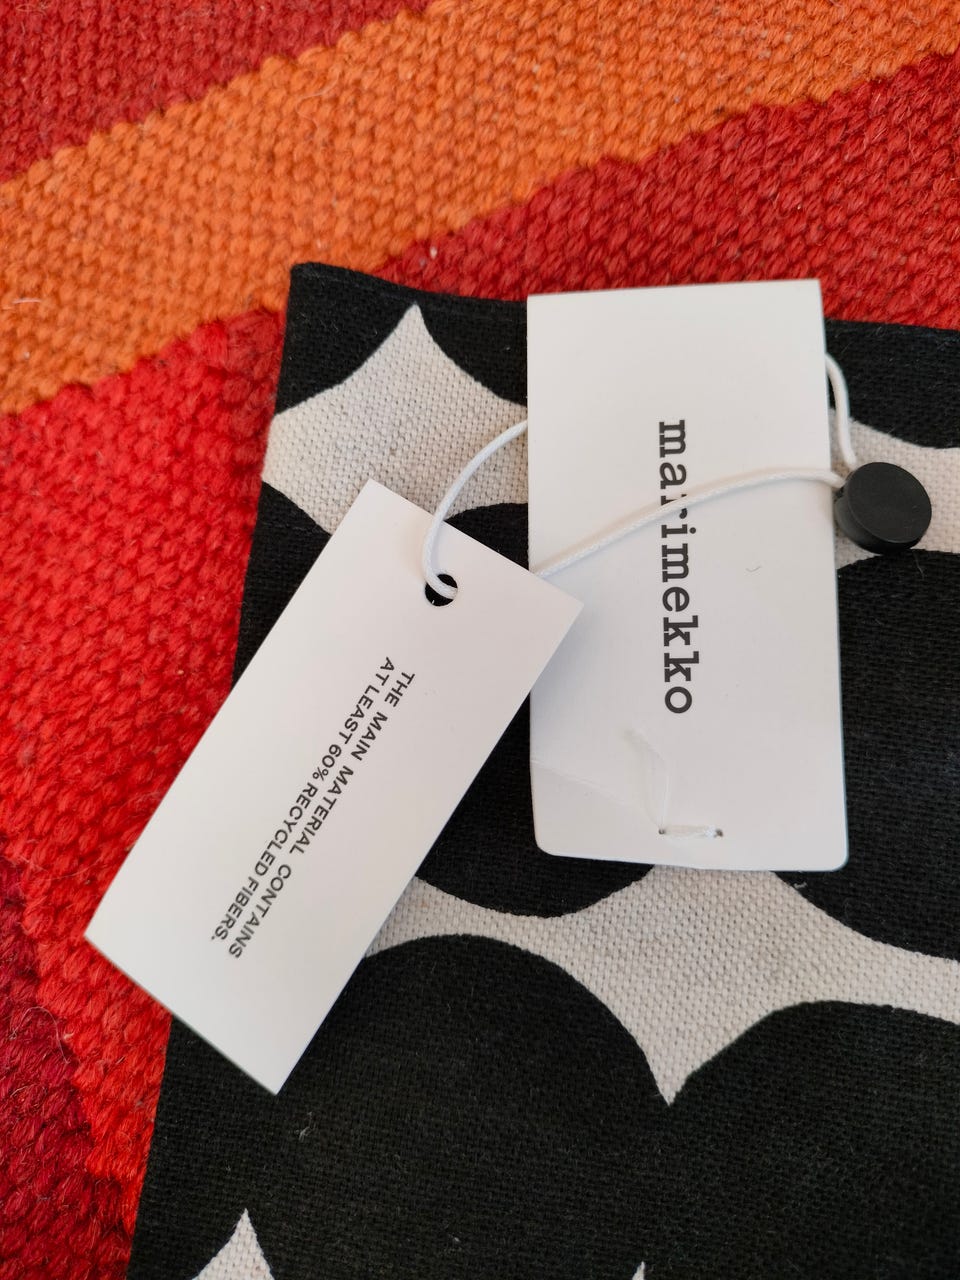 marimekko
THE MAIN MATERIAL CONTAINS
AT LEAST 60% RECYCLED FIBERS.